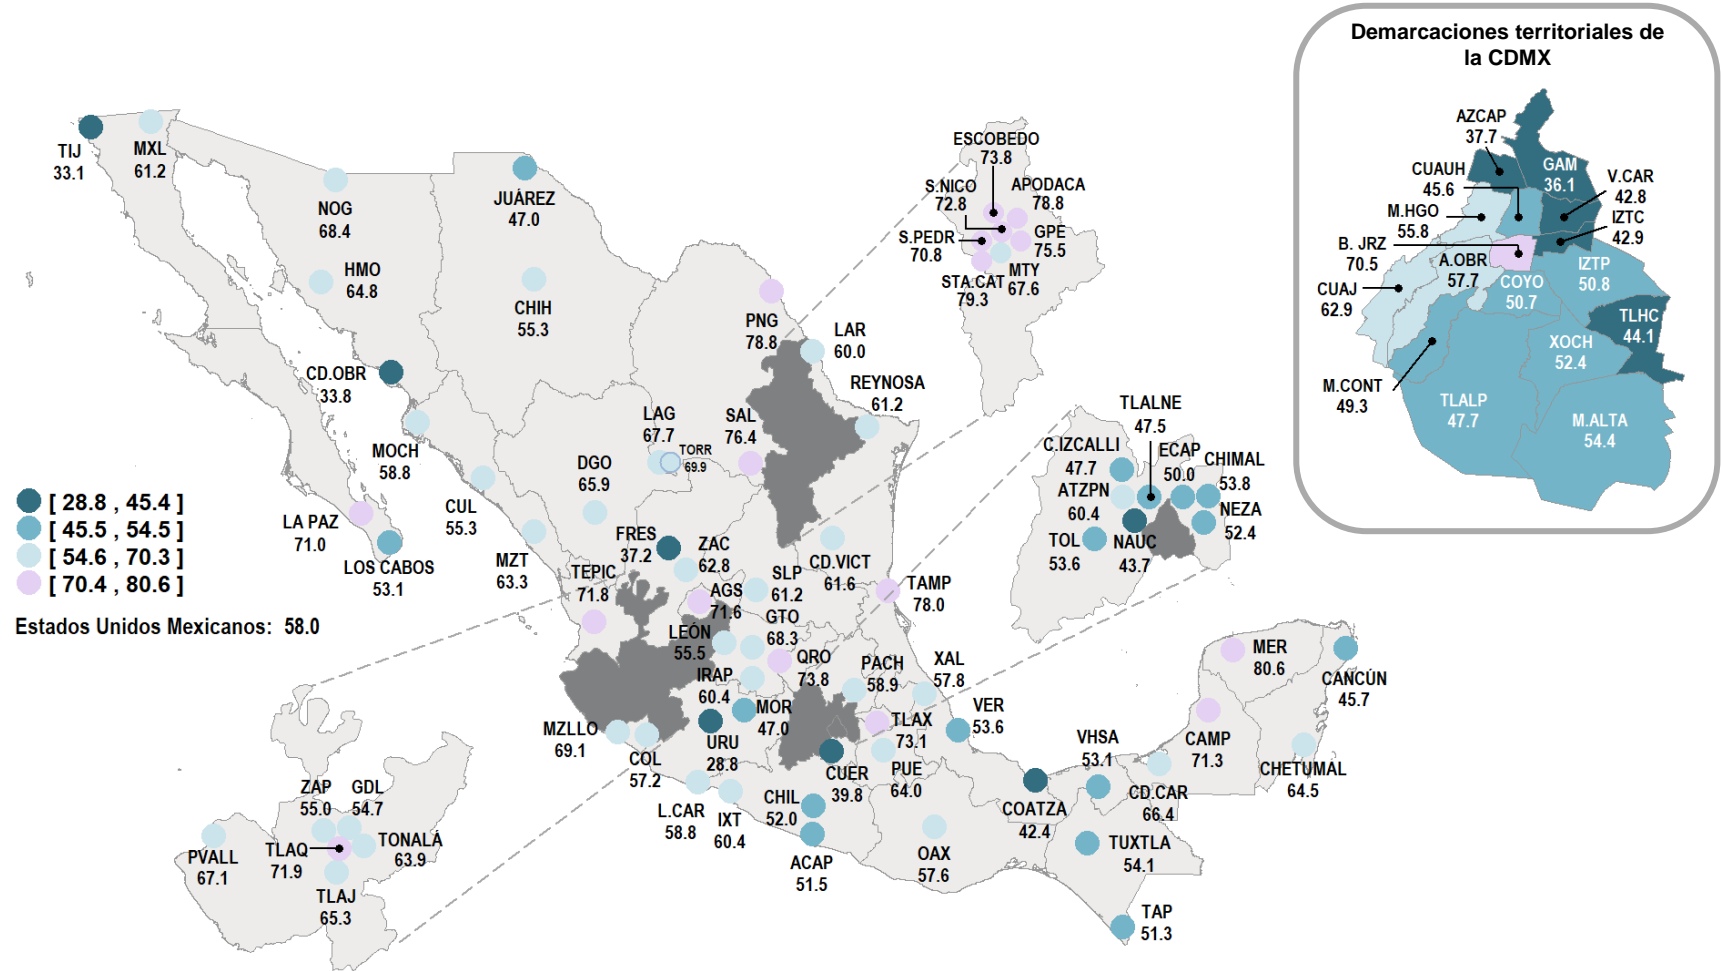 Demarcaciones territoriales de
la CDMX
AZCAP
37.7
GAM
36.1
CUAUH
45.6
V.CAR
42.8
M.HGO
55.8
IZTC
42.9
B. JRZ
70.5
A.OBR
57.7
IZTP
50.8
CUAJ
62.9
COYO
50.7
TLHC
44.1
XOCH
52.4
M.CONT
49.3
TLALP
47.7
M.ALTA
54.4
TIJ
33.1
MXL
61.2
NOG
68.4
HMO
64.8
JUÁREZ
47.0
CHIH
55.3
CD.OBR
33.8
MOCH
58.8
CUL
55.3
LA PAZ
71.0
LOS CABOS
53.1
MZT
63.3
DGO
65.9
LAG
67.7
TORR
69.9
SAL
76.4
PNG
78.8
LAR
60.0
REYNOSA
61.2
ESCOBEDO
73.8
S.NICO
72.8
APODACA
78.8
S.PEDR
70.8
GPE
75.5
STA.CAT
79.3
MTY
67.6
TLALNE
47.5
C.IZCALLI
47.7
ECAP
50.0
CHIMAL
53.8
ATZPN
60.4
NEZA
52.4
TOL
53.6
NAUC
43.7
[ 28.8 , 45.4 ]
[ 45.5 , 54.5 ]
[ 54.6 , 70.3 ]
[ 70.4 , 80.6 ]
Estados Unidos Mexicanos: 58.0
FRES
37.2
ZAC
62.8
TEPIC
71.8
AGS
71.6
SLP
61.2
CD.VICT
61.6
TAMP
78.0
LEÓN
55.5
GTO
68.3
IRAP
60.4
QRO
73.8
PACH
58.9
XAL
57.8
MOR
47.0
MZLLO
69.1
COL
57.2
URU
28.8
TLAX
73.1
VER
53.6
CUER
39.8
PUE
64.0
L.CAR
58.8
IXT
60.4
CHIL
52.0
ACAP
51.5
OAX
57.6
COATZA
42.4
VHSA
53.1
CD.CAR
66.4
CAMP
71.3
MER
80.6
CANCÚN
45.7
CHETUMAL
64.5
TUXTLA
54.1
TAP
51.3
ZAP
55.0
GDL
54.7
PVALL
67.1
TLAQ
71.9
TONALÁ
63.9
TLAJ
65.3